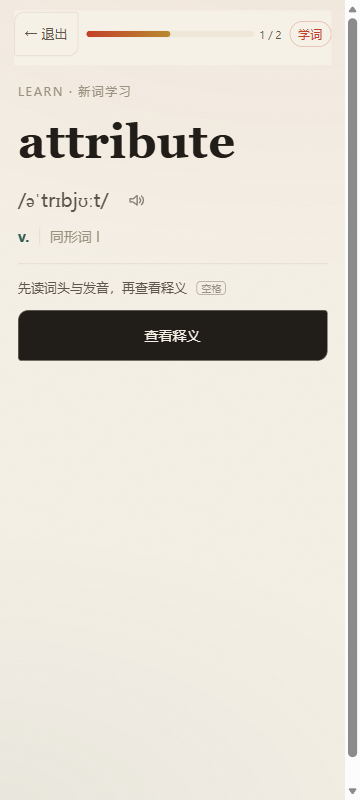 ← 退出 1 / 2 学词
LEARN · 新词学习
attribute
/əˈtrɪbjʊːt/
v. 同形词 I
先读词头与发音，再查看释义 空格
查看释义